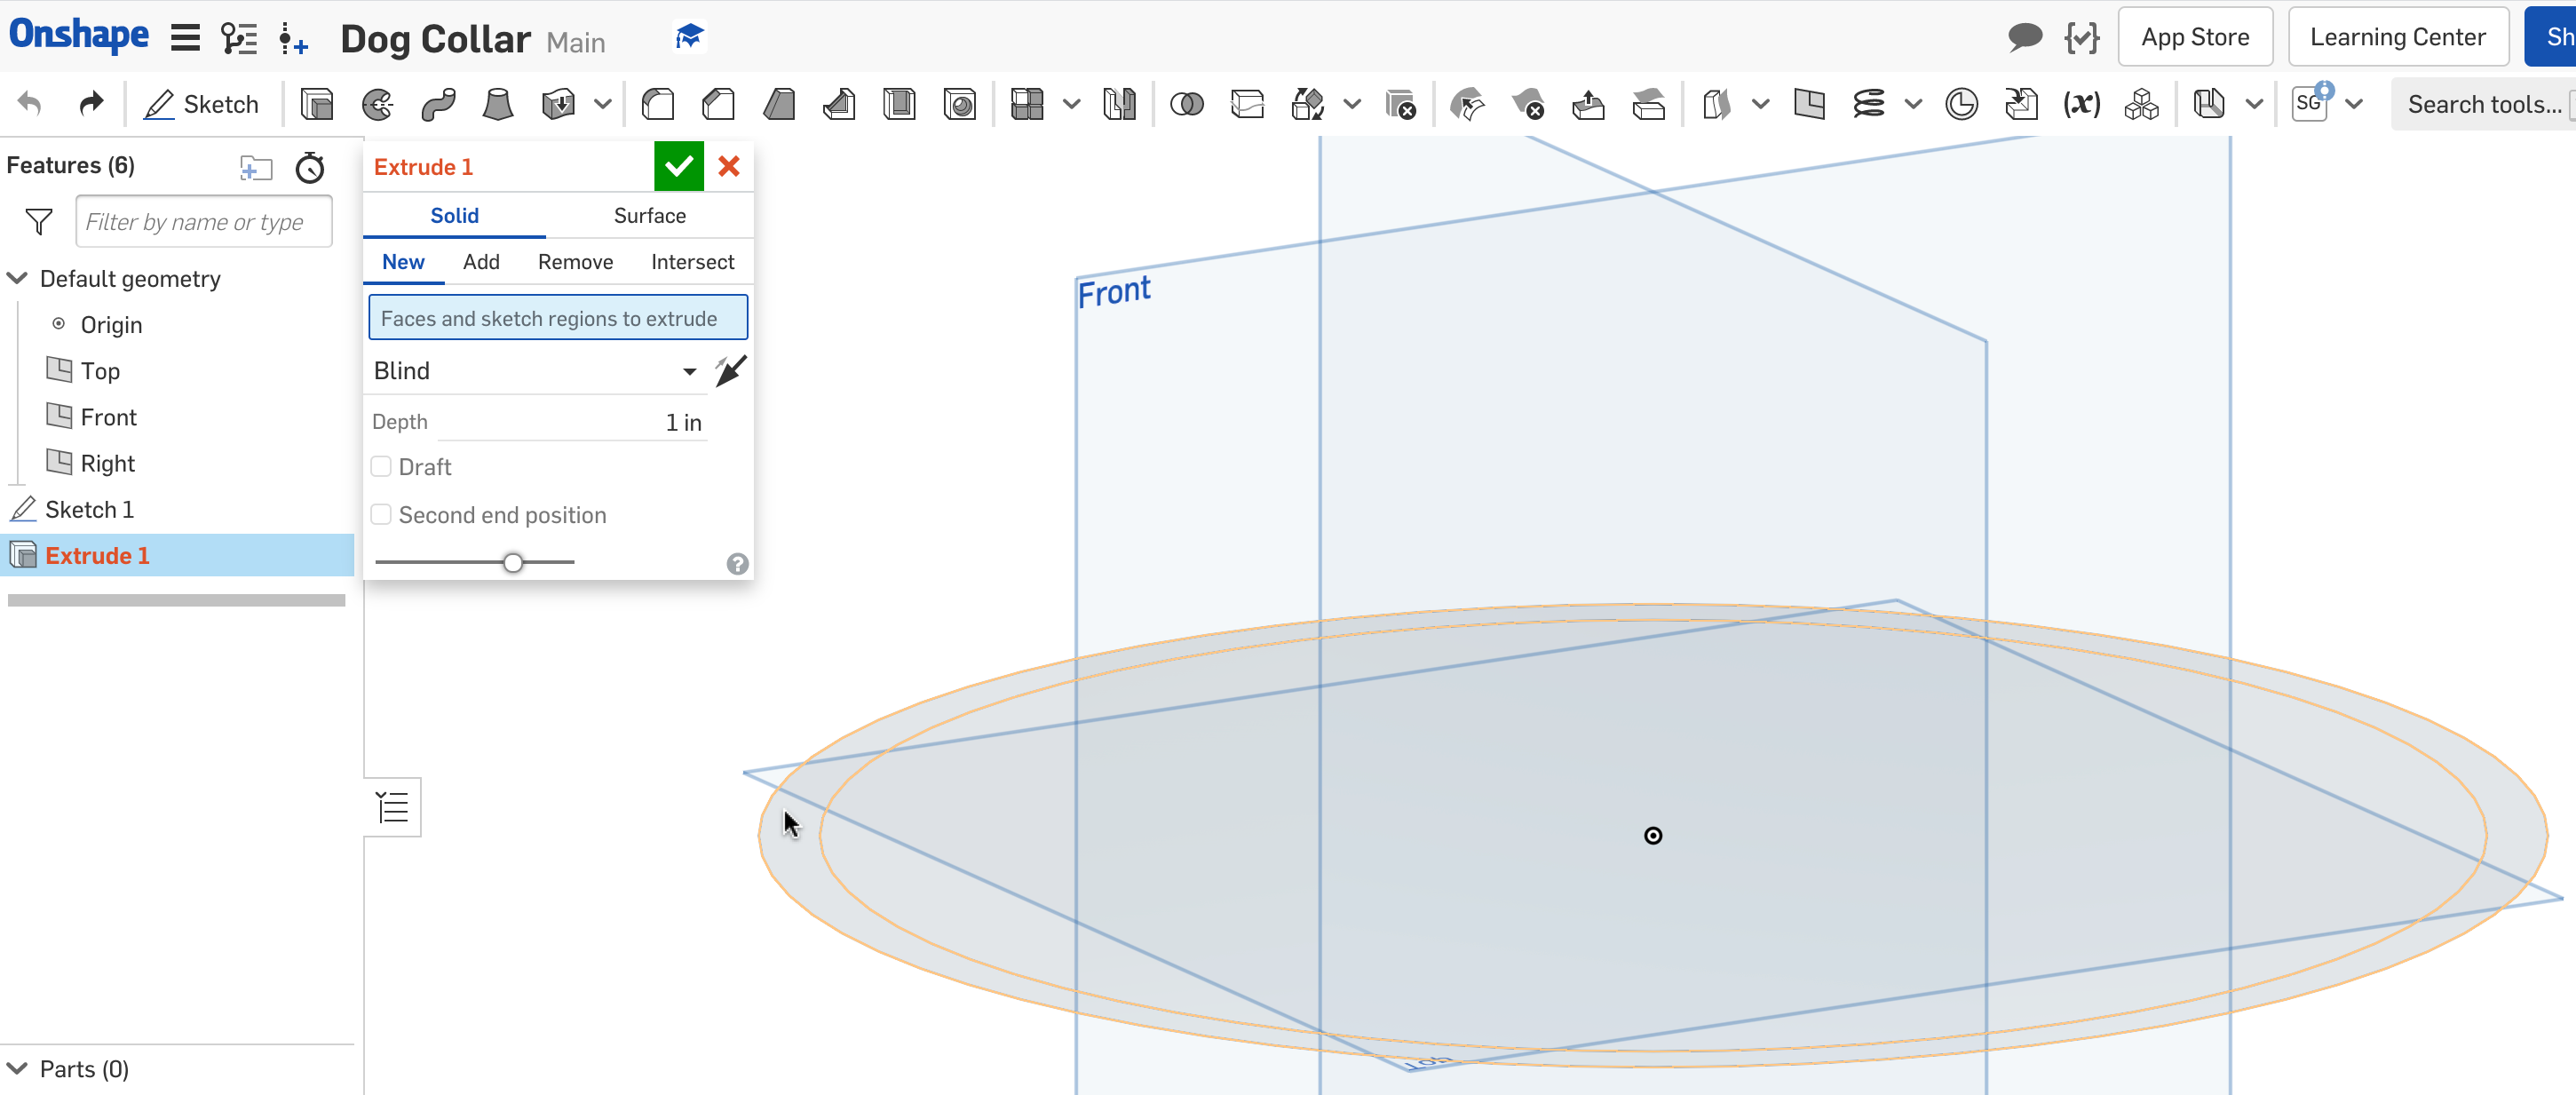 Onshape
Dog Collar Main
App Store
Learning Center
Sh
Sketch
(x)
SG
Search tools...
Features (6)
Filter by name or type
Default geometry
Origin
Top
Front
Right
Sketch 1
Extrude 1
Parts (0)
Extrude 1
Solid Surface
New Add Remove Intersect
Faces and sketch regions to extrude
Blind
Depth 1 in
Draft
Second end position
?
Front
Top